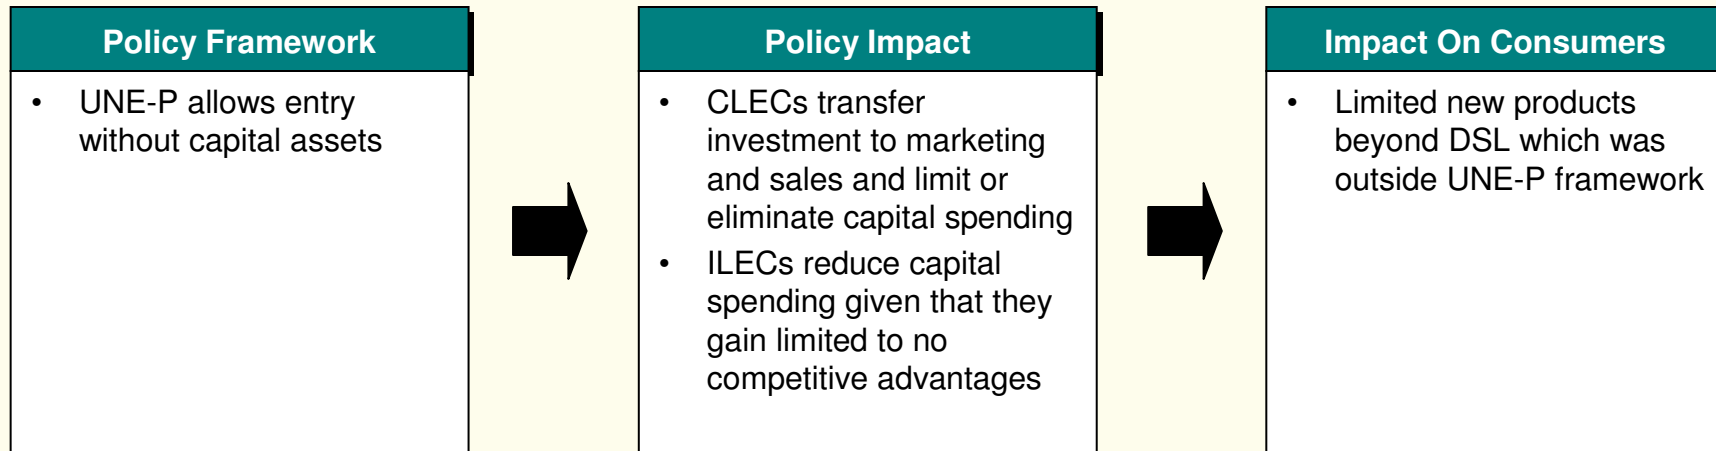 Policy Framework
• UNE-P allows entry
without capital assets
Policy Impact
• CLECs transfer
investment to marketing
and sales and limit or
eliminate capital spending
• ILECs reduce capital
spending given that they
gain limited to no
competitive advantages
Impact On Consumers
• Limited new products
beyond DSL which was
outside UNE-P framework